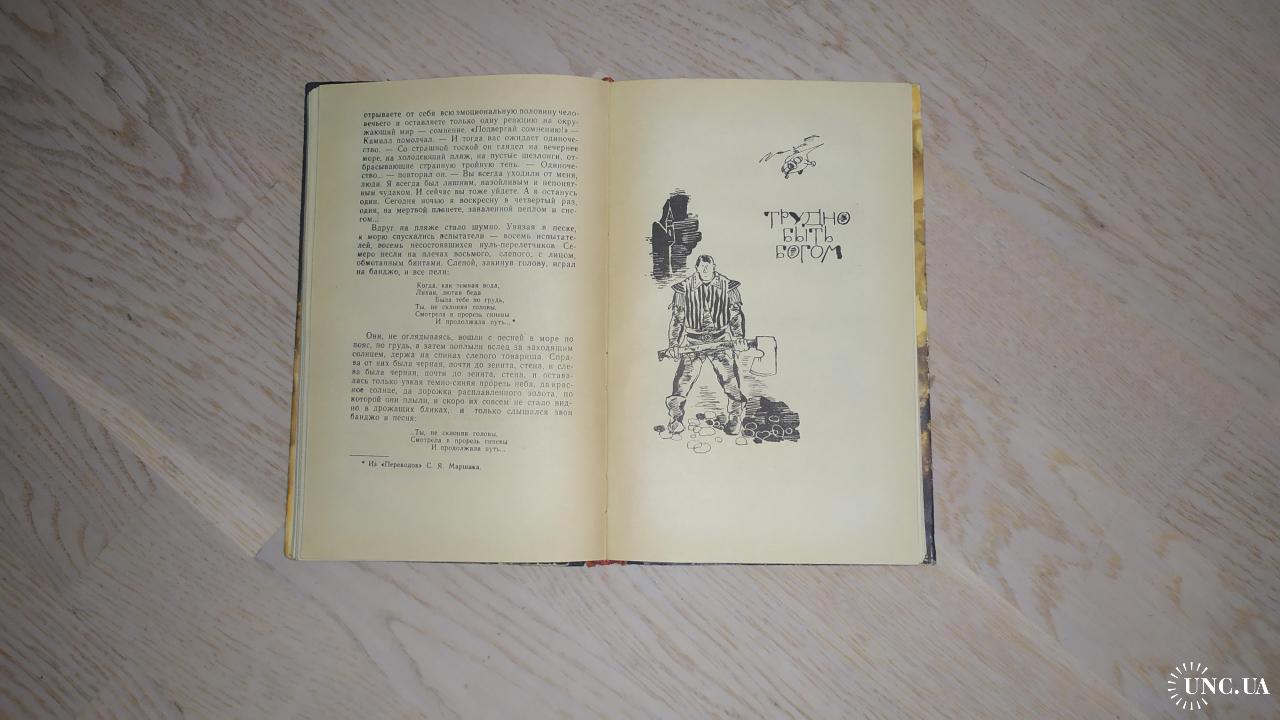 отрываете от себя всю эмоциональную половину чело-
вечьего и оставляете только одну реакцию на окру-
жающий мир — сомнение. «Подвергай сомнению!» —
Камилл помолчал. — И тогда вас ожидает одиноче-
ство. — Со страшной тоской он глядел на вечернее
море, на холодеющий пляж, на пустые шезлонги, от-
брасывающие странную тройную тень. — Одиноче-
ство... — повторил он. — Вы всегда уходили от меня,
люди. Я всегда был лишним, назойливым и непонят-
ным чудаком. И сейчас вы тоже уйдете. А я останусь
один. Сегодня ночью я воскресну в четвертый раз,
один, на мертвой планете, заваленной пеплом и сне-
гом...
Вдруг на пляже стало шумно. Увязая в песке,
к морю спускались испытатели — восемь испытате-
лей, восемь несостоявшихся нуль-перелетчиков. Се-
меро несли на плечах восьмого, слепого, с лицом,
обмотанным бинтами. Слепой, закинув голову, играл
на банджо, и все пели:
Когда, как темная вода,
Лихая, лютая беда
Была тебе по грудь,
Ты, не склоняя головы,
Смотрела в прорезь синевы
И продолжала путь...*
Они, не оглядываясь, вошли с песней в море по
пояс, по грудь, а затем поплыли вслед за заходящим
солнцем, держа на спинах слепого товарища. Спра-
ва от них была черная, почти до зенита, стена, и сле-
ва была черная, почти до зенита, стена, и остава-
лась только узкая темно-синяя прорезь неба, да крас-
ное солнце, да дорожка расплавленного золота, по
которой они плыли, и скоро их совсем не стало вид-
но в дрожащих бликах, и только слышался звон
банджо и песня:
...Ты, не склоняя головы,
Смотрела в прорезь синевы
И продолжала путь...
* Из «Переводов» С. Я. Маршака.
ТРУДНО
БЫТЬ
БОГОМ
UNC.UA